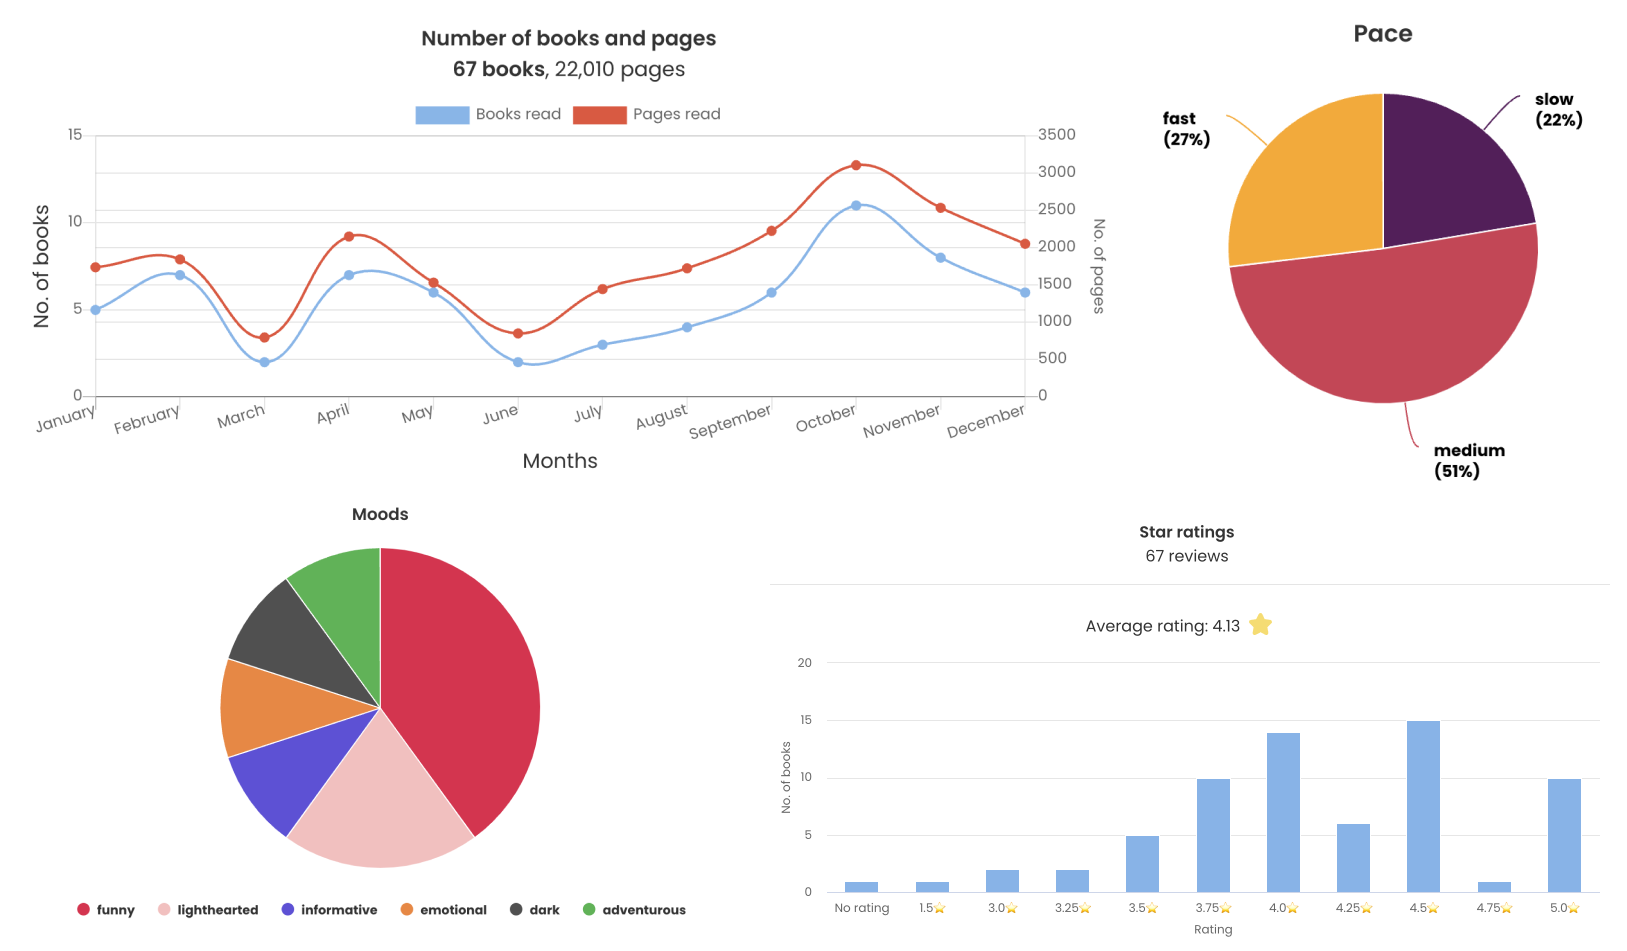 Number of books and pages
67 books, 22,010 pages
Books read
Pages read
15
10
5
0
No. of books
3500
3000
2500
2000
1500
1000
500
0
No. of pages
January
February
March
April
May
June
July
August
September
October
November
December
Months
Pace
fast
(27%)
slow
(22%)
medium
(51%)
Moods
funny
lighthearted
informative
emotional
dark
adventurous
Star ratings
67 reviews
Average rating: 4.13
20
15
10
5
0
No. of books
No rating
1.5
3.0
3.25
3.5
3.75
4.0
4.25
4.5
4.75
5.0
Rating